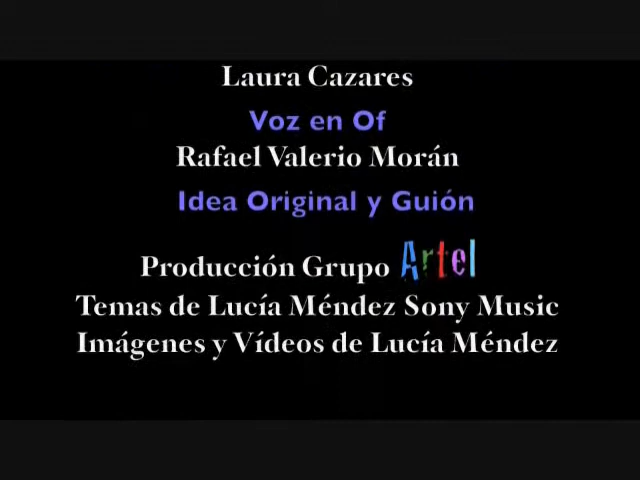 Laura Cazares
Voz en Of
Rafael Valerio Morán
Idea Original y Guión
Producción Grupo Artel
Temas de Lucía Méndez Sony Music
Imágenes y Vídeos de Lucía Méndez